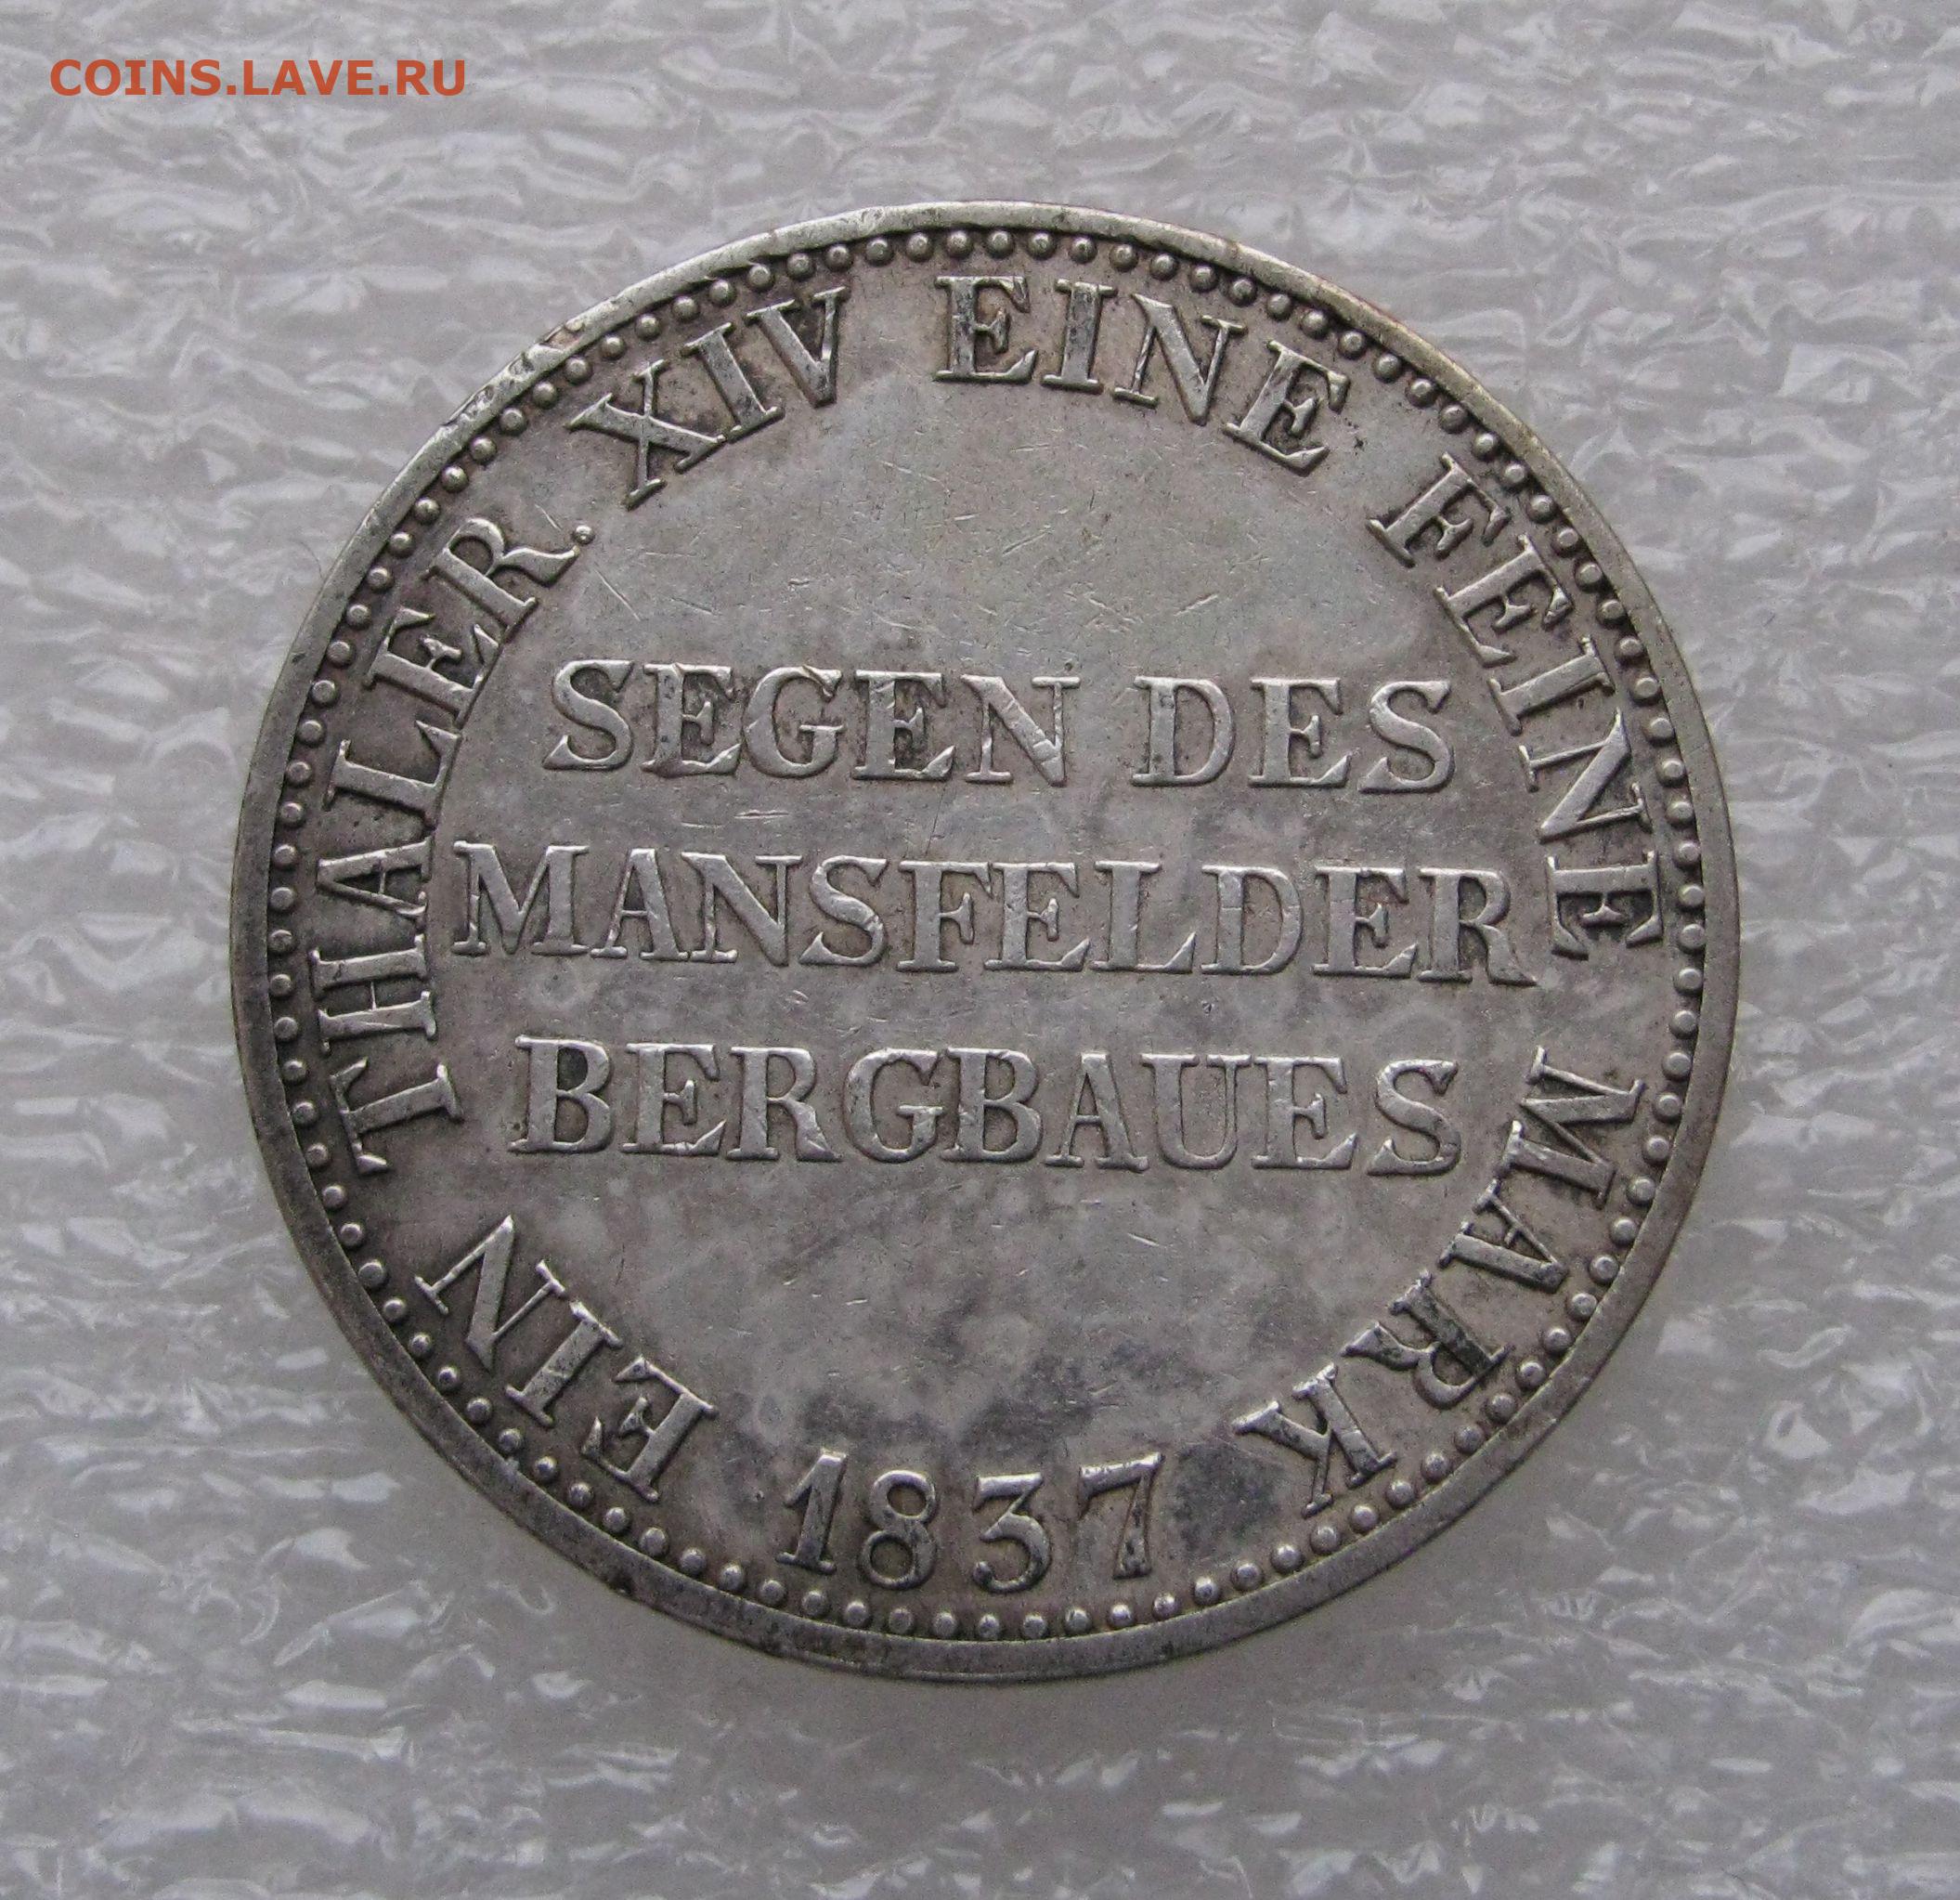 COINS.LAVE.RU
EIN THALER. XIV EINE FEINE MARK
SEGEN DES
MANSFELDER
BERGBAUES
1837